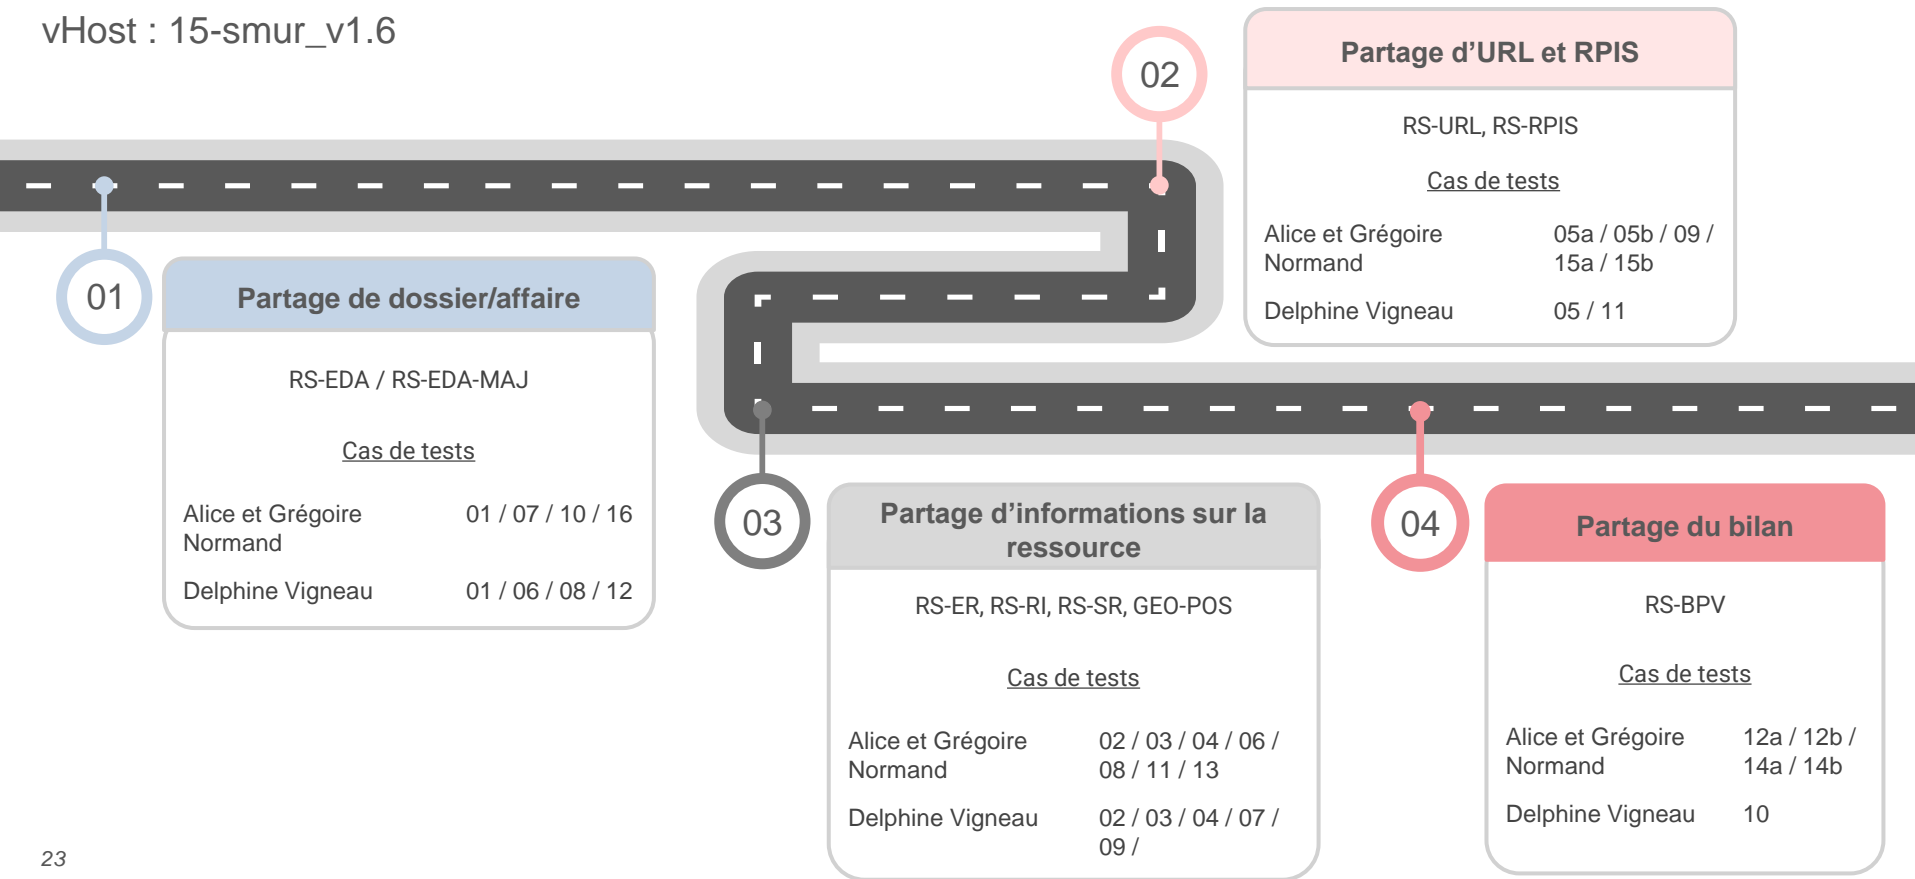 vHost : 15-smur_v1.6
01
Partage de dossier/affaire
RS-EDA / RS-EDA-MAJ
Cas de tests
Alice et Grégoire 01 / 07 / 10 / 16
Normand
Delphine Vigneau 01 / 06 / 08 / 12
02
Partage d’URL et RPIS
RS-URL, RS-RPIS
Cas de tests
Alice et Grégoire 05a / 05b / 09 /
Normand 15a / 15b
Delphine Vigneau 05 / 11
03
Partage d’informations sur la
ressource
RS-ER, RS-RI, RS-SR, GEO-POS
Cas de tests
Alice et Grégoire 02 / 03 / 04 / 06 /
Normand 08 / 11 / 13
Delphine Vigneau 02 / 03 / 04 / 07 /
09 /
04
Partage du bilan
RS-BPV
Cas de tests
Alice et Grégoire 12a / 12b /
Normand 14a / 14b
Delphine Vigneau 10
23